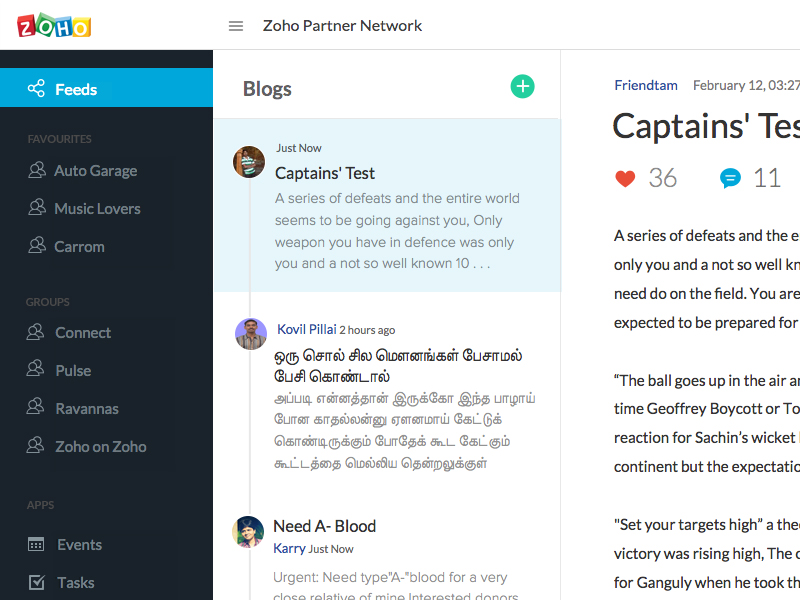 ZOHO
Zoho Partner Network
Feeds
FAVOURITES
Auto Garage
Music Lovers
Carrom
GROUPS
Connect
Pulse
Ravannas
Zoho on Zoho
APPS
Events
Tasks
Blogs
Just Now
Captains' Test
A series of defeats and the entire world
seems to be going against you, Only
weapon you have in defence was only
you and a not so well known 10 . . .
Kovil Pillai 2 hours ago
ஒரு சொல் சில மௌனங்கள் பேசாமல்
பேசி கொண்டால்
அப்படி என்னத்தான் இருக்கோ இந்த பாழாய்
போன காதல்லன்னு ஏளனமாய் கேட்டுக்
கொண்டிருக்கும் போதேக் கூட கேட்கும்
கூட்டத்தை மெல்லிய தென்றலுக்குள்
Need A- Blood
Karry Just Now
Urgent: Need type"A-"blood for a very
close relative of mine.Interested donors
Friendtam February 12, 03:27
Captains' Tes
36 11
A series of defeats and the e
only you and a not so well kn
need do on the field. You are
expected to be prepared for
“The ball goes up in the air an
time Geoffrey Boycott or To
reaction for Sachin’s wicket i
continent but the expectatio
"Set your targets high” a the
victory was rising high, The c
for Ganguly when he took th